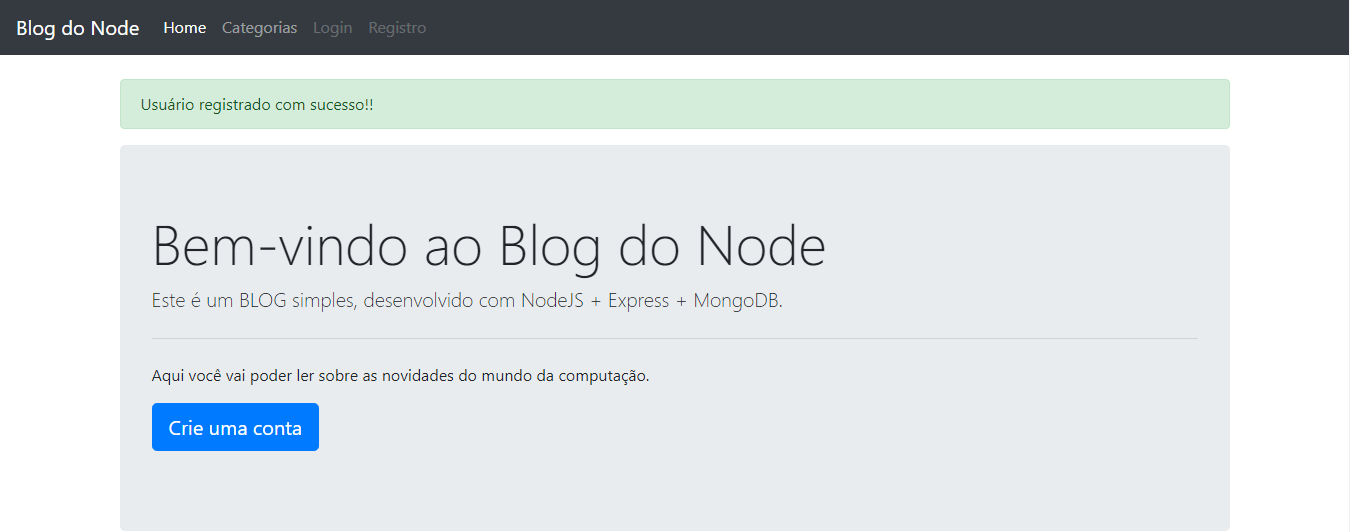 Blog do Node Home Categorias Login Registro
Usuário registrado com sucesso!!
Bem-vindo ao Blog do Node
Este é um BLOG simples, desenvolvido com NodeJS + Express + MongoDB.
Aqui você vai poder ler sobre as novidades do mundo da computação.
Crie uma conta